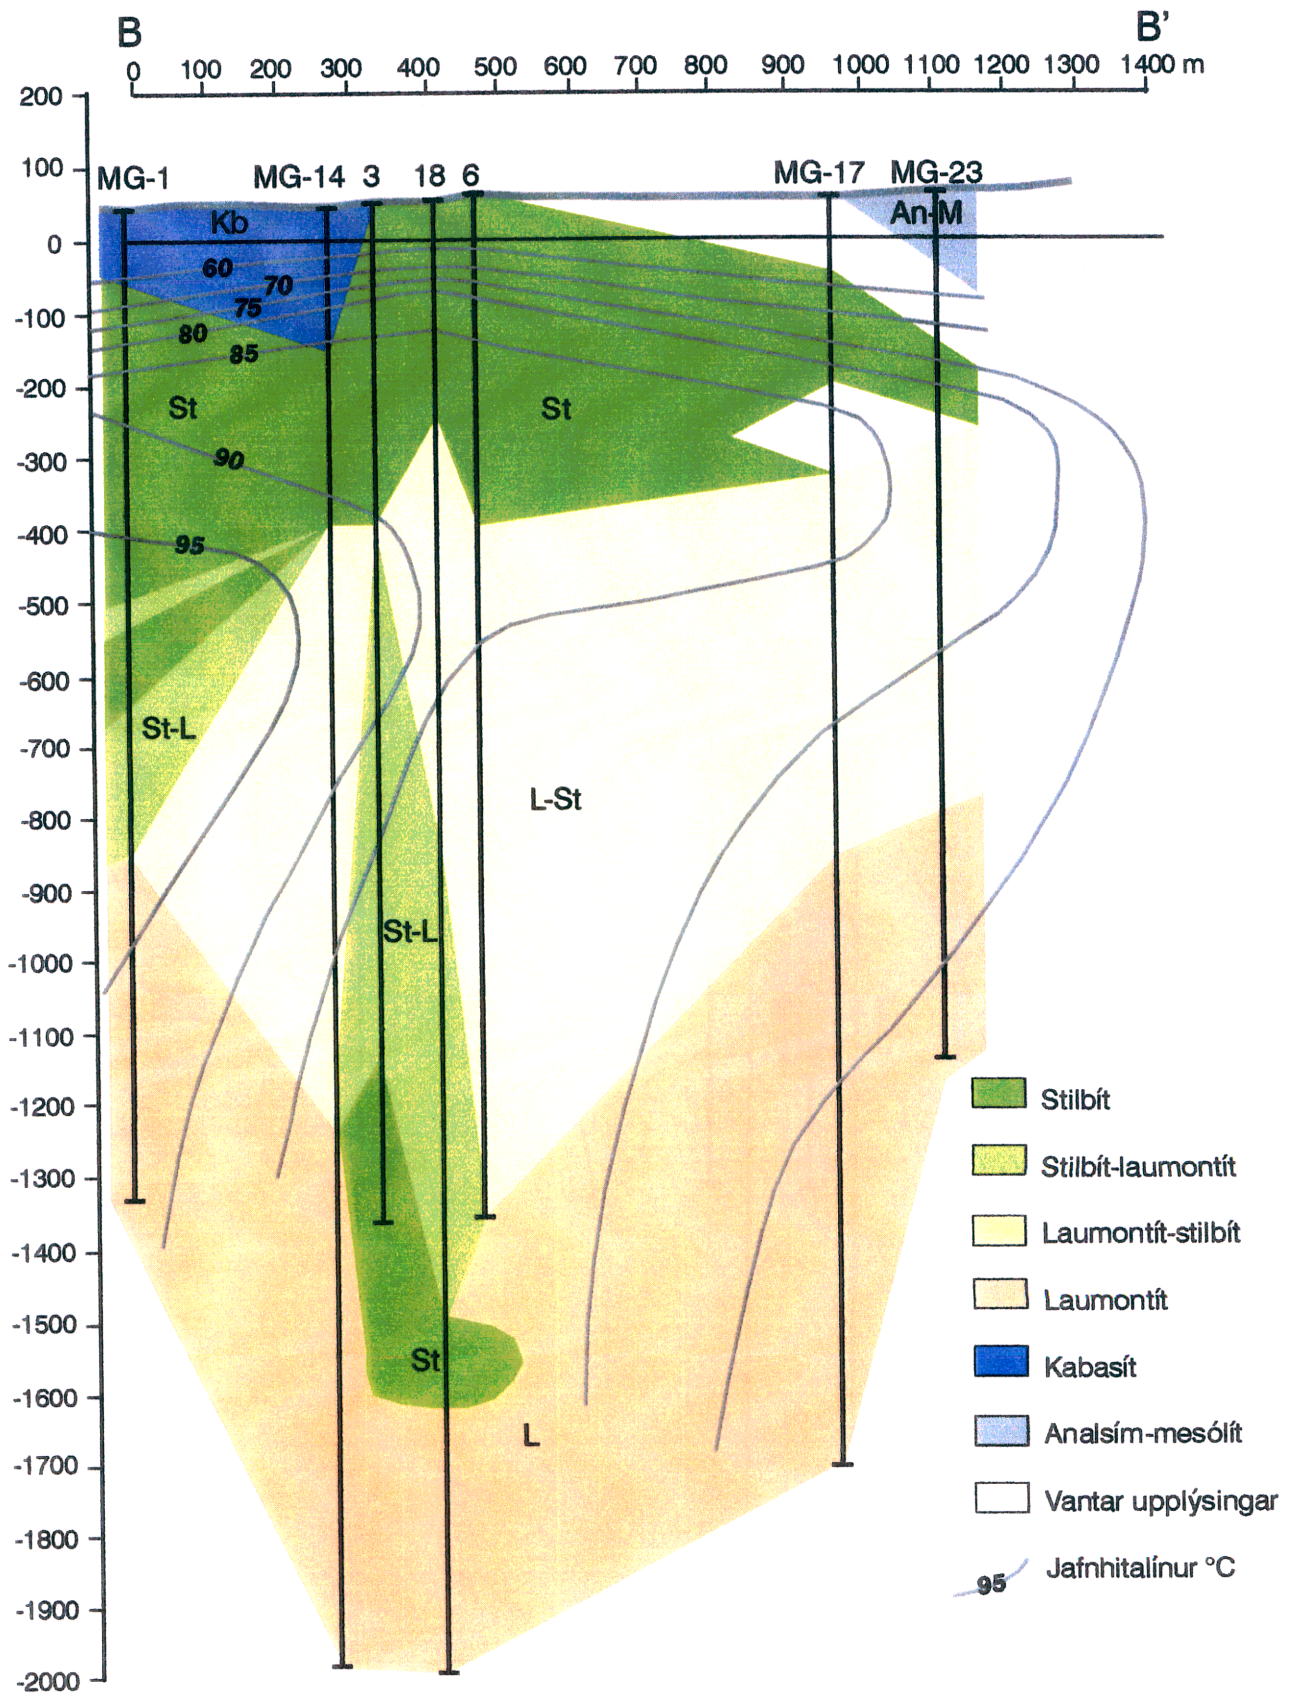 B B'
0 100 200 300 400 500 600 700 800 900 1000 1100 1200 1300 1400 m
200
100
MG-1 MG-14 3 18 6 MG-17 MG-23
Kb An-M
0
60
70
75
-100
80
85
-200
St St
-300
90
-400
95
-500
-600
St-L
-700
L-St
-800
-900
St-L
-1000
-1100
Stilbít
-1200
Stilbít-laumontít
Laumontít-stilbít
-1300
-1400
Laumontít
-1500
St
Kabasít
-1600
L
Analsím-mesólít
-1700
Vantar upplýsingar
-1800
95 Jafnhitalínur °C
-1900
-2000